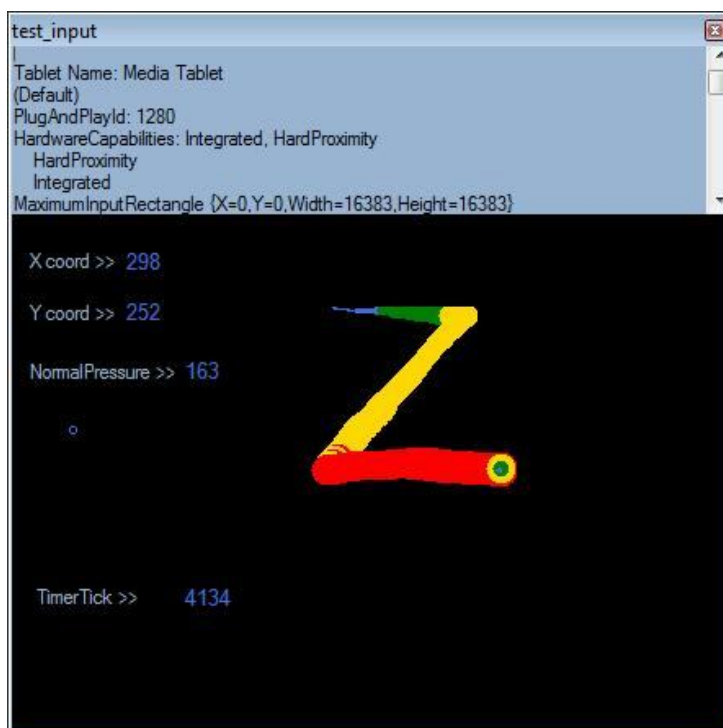 test_input
Tablet Name: Media Tablet
(Default)
PlugAndPlayId: 1280
HardwareCapabilities: Integrated, HardProximity
HardProximity
Integrated
MaximumInputRectangle {X=0,Y=0,Width=16383,Height=16383}
X coord >> 298
Y coord >> 252
NormalPressure >> 163
Z
TimerTick >> 4134